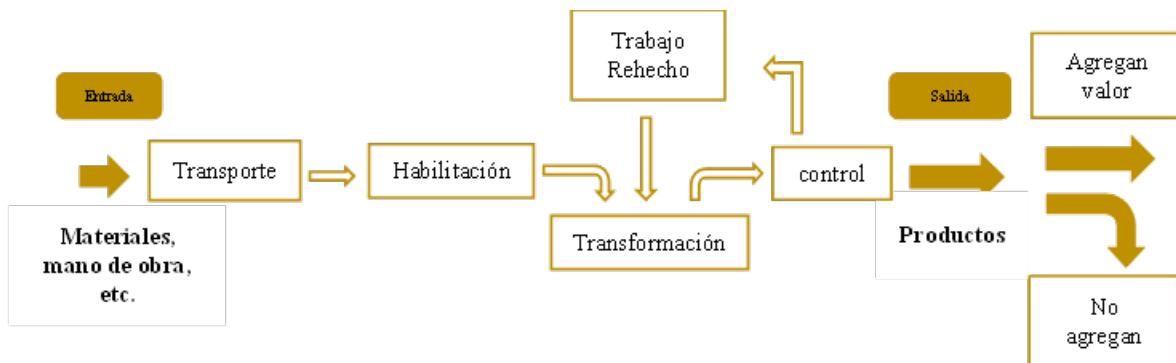 Entrada
Transporte
Materiales,
mano de obra,
etc.
Habilitación
Trabajo
Rehecho
Transformación
control
Salida
Productos
Agregan
valor
No
agregan